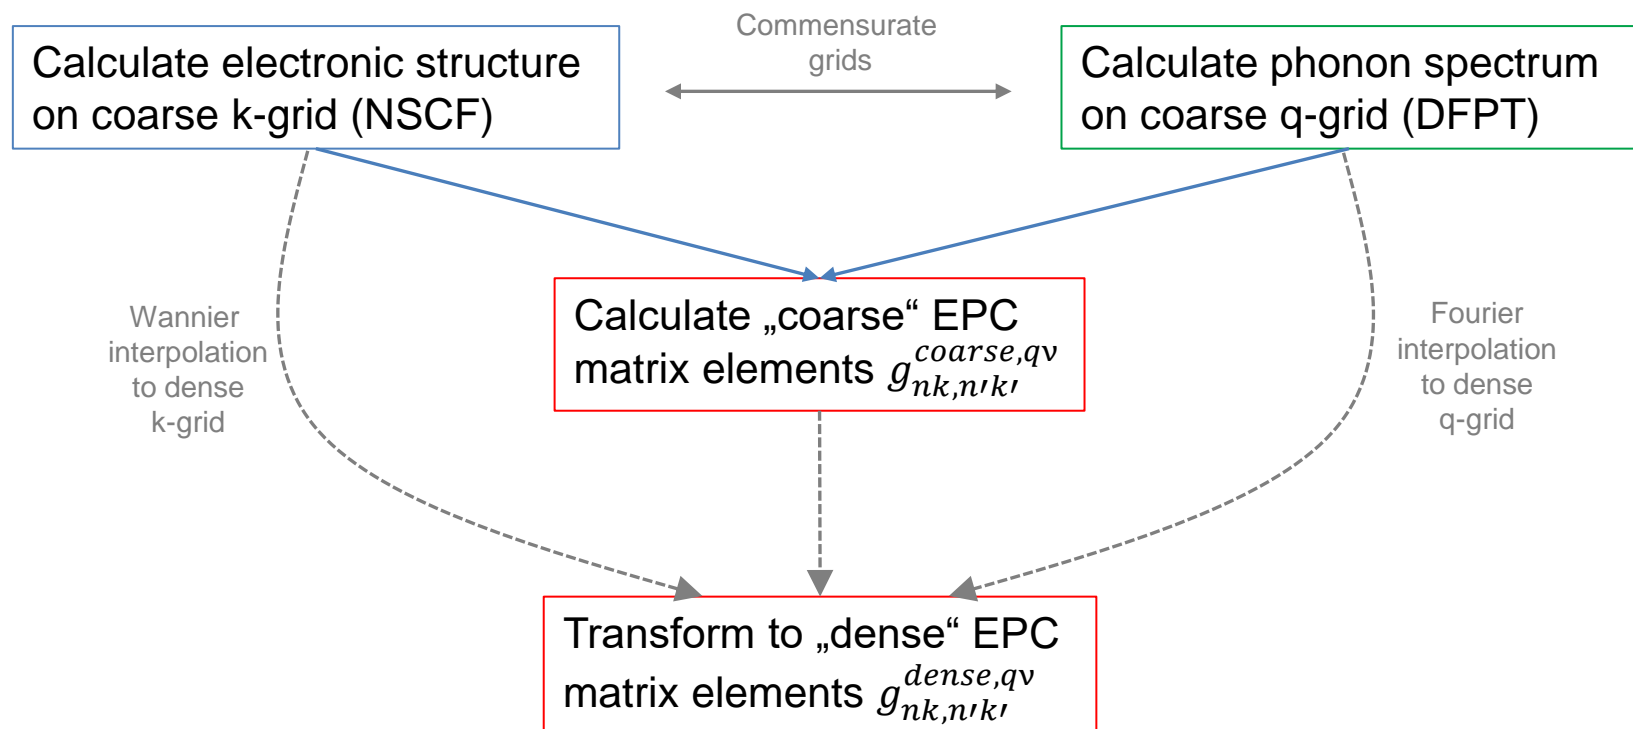 Commensurate
grids
Calculate electronic structure
on coarse k-grid (NSCF)
Calculate phonon spectrum
on coarse q-grid (DFPT)
Calculate „coarse“ EPC
matrix elements $g_{nk,n'k'}^{coarse,qν}$
Wannier
interpolation
to dense
k-grid
Fourier
interpolation
to dense
q-grid
Transform to „dense“ EPC
matrix elements $g_{nk,n'k'}^{dense,qν}$